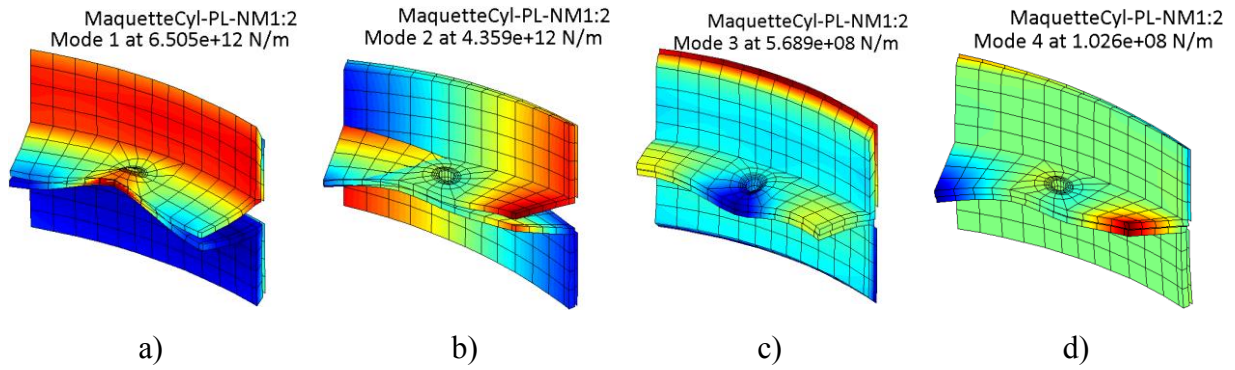 MaquetteCyl-PL-NM1:2
Mode 1 at 6.505e+12 N/m
MaquetteCyl-PL-NM1:2
Mode 2 at 4.359e+12 N/m
MaquetteCyl-PL-NM1:2
Mode 3 at 5.689e+08 N/m
MaquetteCyl-PL-NM1:2
Mode 4 at 1.026e+08 N/m
a)
b)
c)
d)